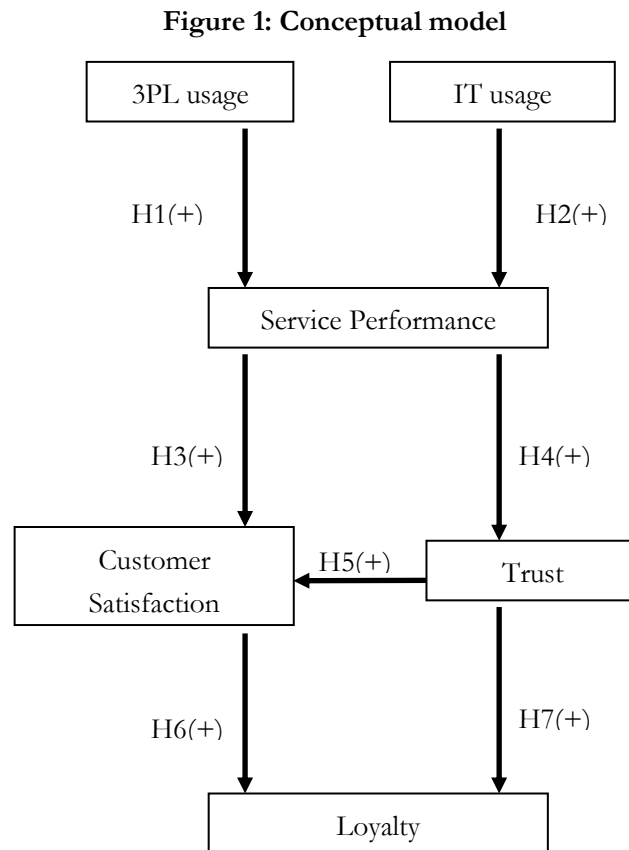 Figure 1: Conceptual model
3PL usage
IT usage
H1(+)
H2(+)
Service Performance
H3(+)
H4(+)
Customer
Satisfaction
H5(+)
Trust
H6(+)
H7(+)
Loyalty